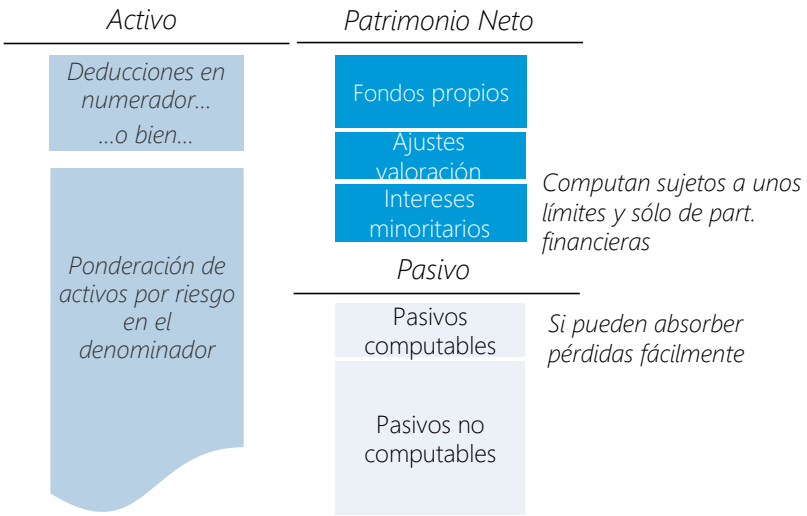 Activo
Deducciones en
numerador...
...o bien...
Ponderación de
activos por riesgo
en el
denominador
Patrimonio Neto
Fondos propios
Ajustes
valoración
Intereses
minoritarios
Computan sujetos a unos
límites y sólo de part.
financieras
Pasivo
Pasivos
computables
Si pueden absorber
pérdidas fácilmente
Pasivos no
computables